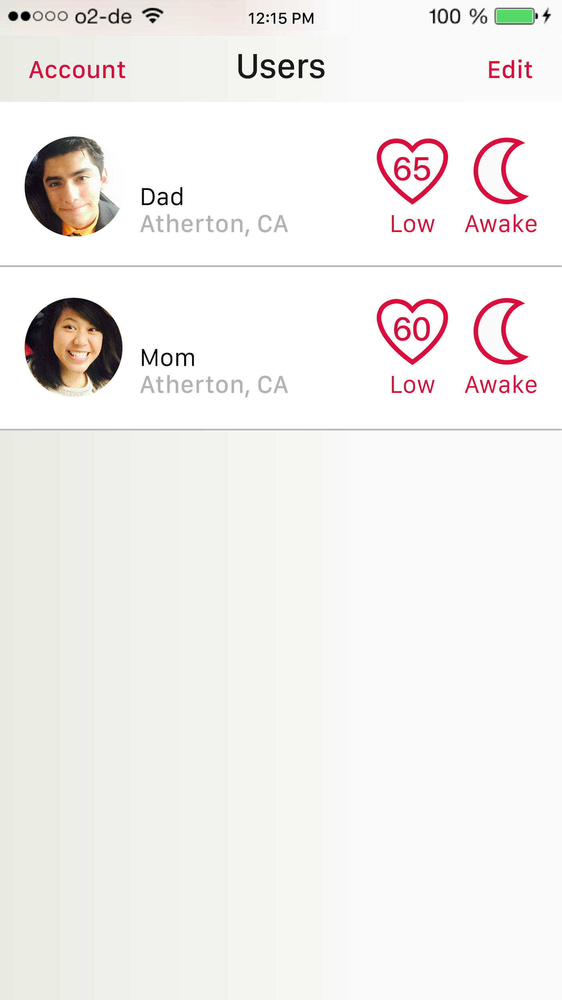 o2-de 12:15 PM 100 %
Account Users Edit
65
Dad
Atherton, CA Low Awake
60
Mom
Atherton, CA Low Awake